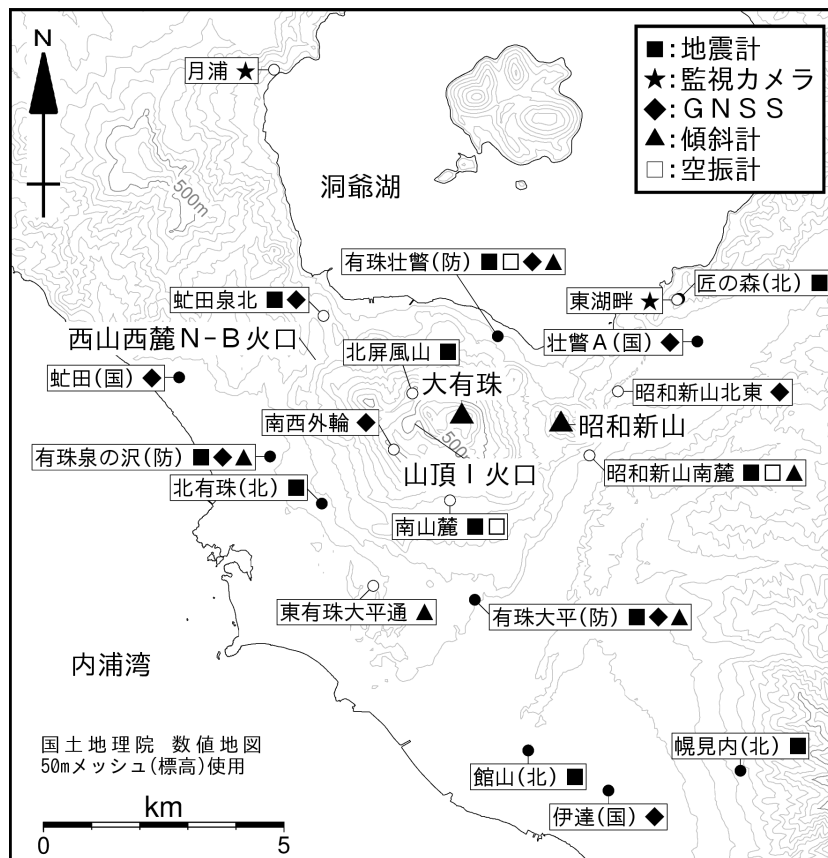 N
月浦 ★
■:地震計
★:監視カメラ
◆:GNSS
▲:傾斜計
□:空振計
500m
洞爺湖
有珠壮瞥(防) ■□◆▲
匠の森(北) ■
東湖畔 ★
虻田泉北 ■◆
西山西麓N-B火口
壮瞥A(国) ◆
北屏風山 ■
虻田(国) ◆
大有珠
昭和新山北東 ◆
南西外輪 ◆
昭和新山
500m
有珠泉の沢(防) ■◆▲
山頂I火口
昭和新山南麓 ■□▲
北有珠(北) ■
南山麓 ■□
東有珠大平通 ▲
有珠大平(防) ■◆▲
内浦湾
国土地理院 数値地図
50mメッシュ(標高)使用
幌見内(北) ■
館山(北) ■
km
伊達(国) ◆
0 5